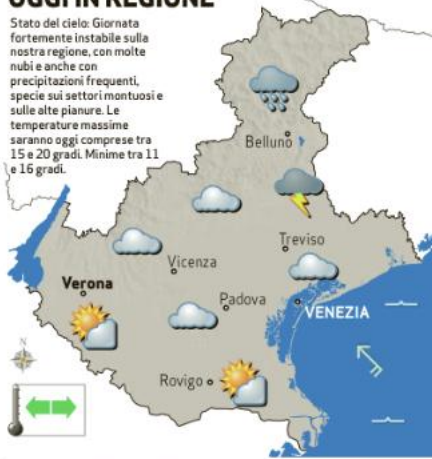 OGGI IN REGIONE
Stato del cielo: Giornata
fortemente instabile sulla
nostra regione, con molte
nubi e anche con
precipitazioni frequenti,
specie sui settori montuosi e
sulle alte pianure. Le
temperature massime
saranno oggi comprese tra
15 e 20 gradi. Minime tra 11
e 16 gradi.
Belluno
Treviso
Vicenza
Verona
Padova
VENEZIA
N
Rovigo